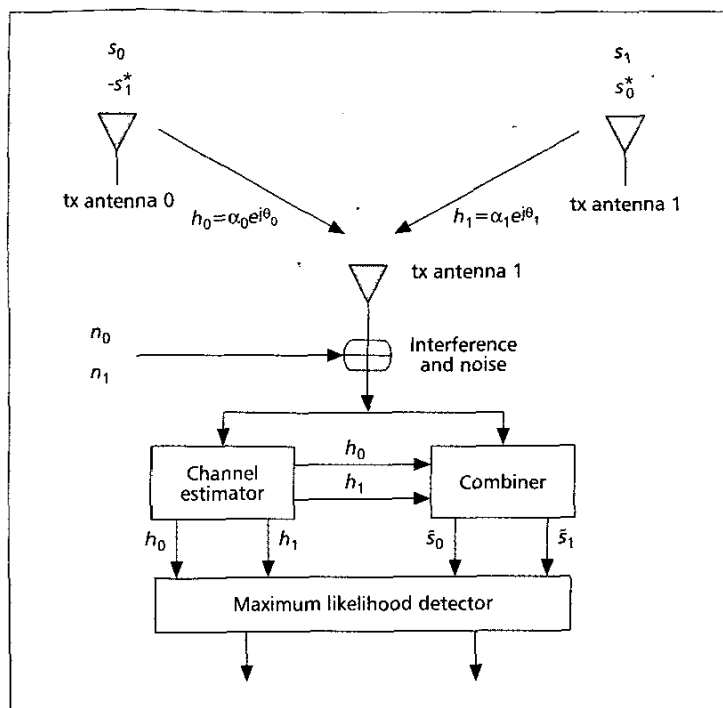 s₀
-s₁*
s₁
s₀*
tx antenna 0
h₀=α₀eʲθ₀
h₁=α₁eʲθ₁
tx antenna 1
tx antenna 1
n₀
n₁
Interference
and noise
Channel
estimator
h₀
h₁
Combiner
h₀
h₁
s̃₀
s̃₁
Maximum likelihood detector